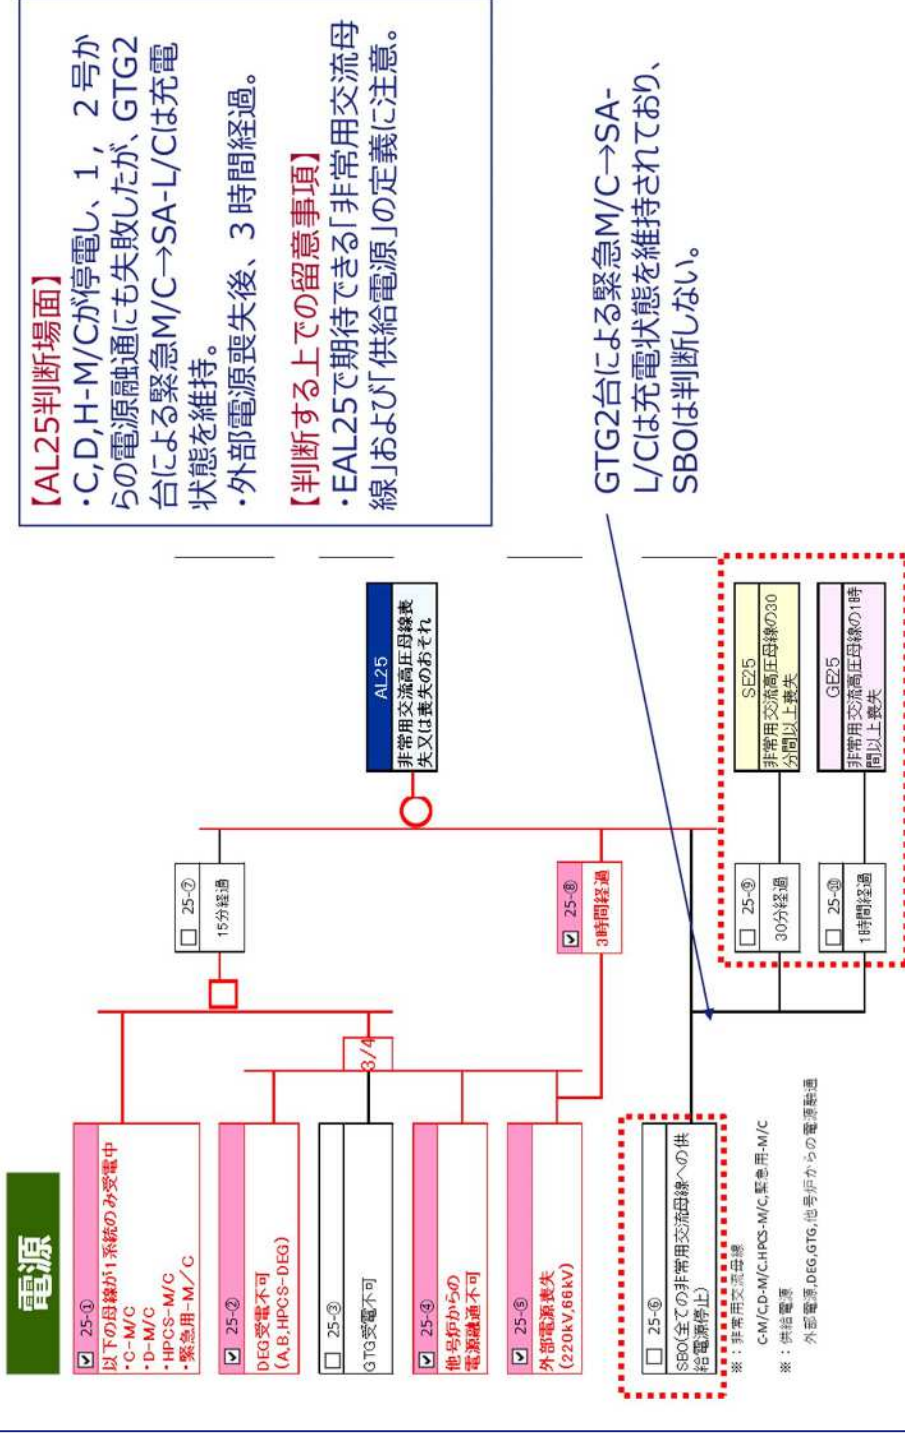 電源
25-①
以下の母線が1系統のみ受電中
・C-M/C
・D-M/C
・HPCS-M/C
・緊急用-M/C
25-②
DEG受電不可
(A,B,HPCS-DEG)
25-③
GTG受電不可
25-④
他号炉からの
電源融通不可
25-⑤
外部電源喪失
(220kV,66kV)
25-⑥
SBO(全ての非常用交流母線への供
給電源停止)
※：非常用交流母線
C-M/C,D-M/C.HPCS-M/C,緊急用-M/C
※：供給電源
外部電源,DEG,GTG,他号炉からの電源融通
3/4
25-⑦
15分経過
25-⑧
3時間経過
25-⑨
30分経過
25-⑩
1時間経過
AL25
非常用交流高圧母線喪
失又は喪失のおそれ
SE25
非常用交流高圧母線の30
分間以上喪失
GE25
非常用交流高圧母線の1時
間以上喪失
【AL25判断場面】
・C,D,H-M/Cが停電し、1，2号か
らの電源融通にも失敗したが、GTG2
台による緊急M/C→SA-L/Cは充電
状態を維持。
・外部電源喪失後、3時間経過。
【判断する上での留意事項】
・EAL25で期待できる「非常用交流母
線」および「供給電源」の定義に注意。
GTG2台による緊急M/C→SA-
L/Cは充電状態を維持されており、
SBOは判断しない。